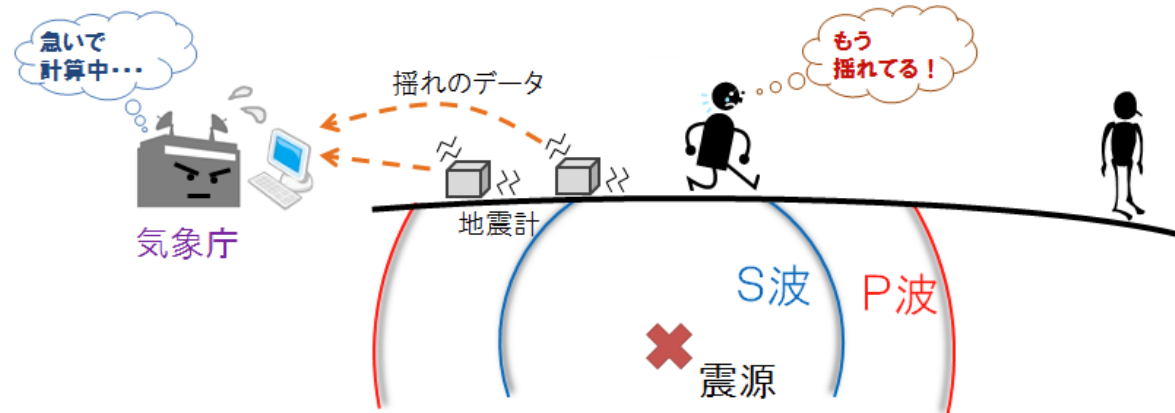 急いで
計算中・・・
もう
揺れてる！
揺れのデータ
地震計
気象庁
S波
P波
震源